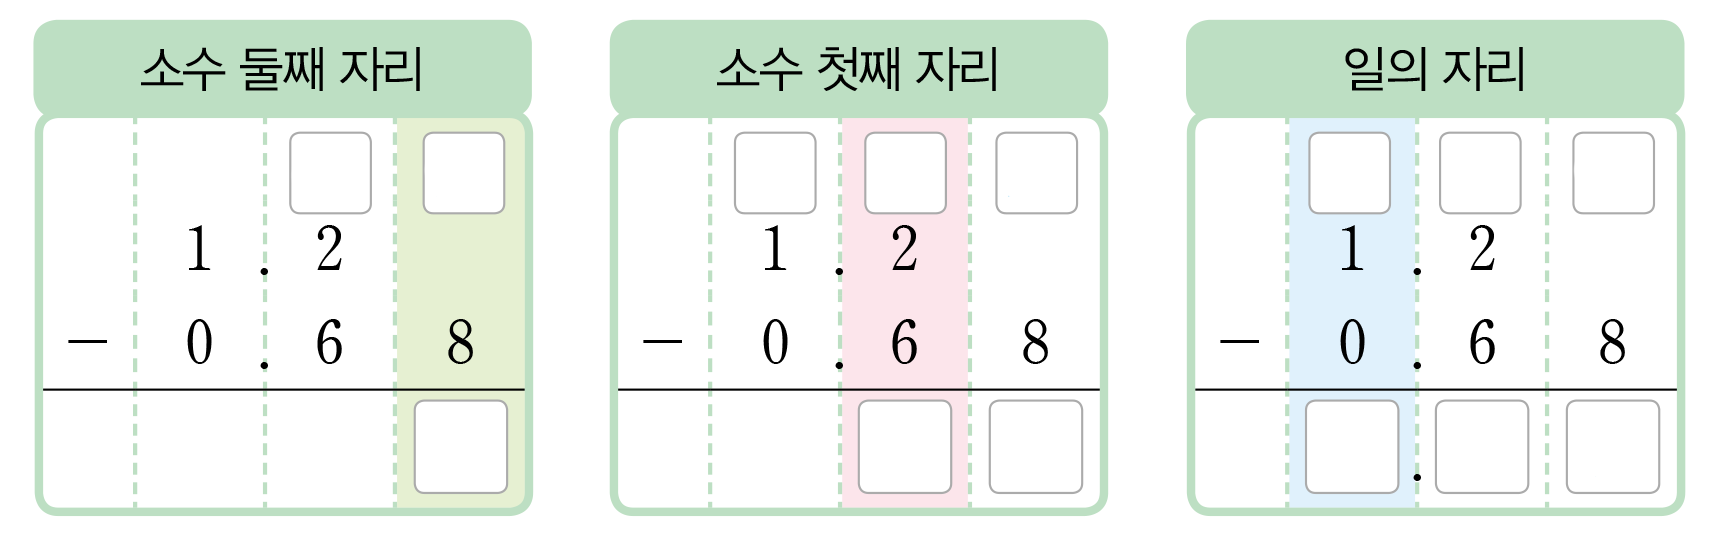 소수 둘째 자리
1 . 2
− 0 . 6 8
소수 첫째 자리
1 . 2
− 0 . 6 8
일의 자리
1 . 2
− 0 . 6 8
.